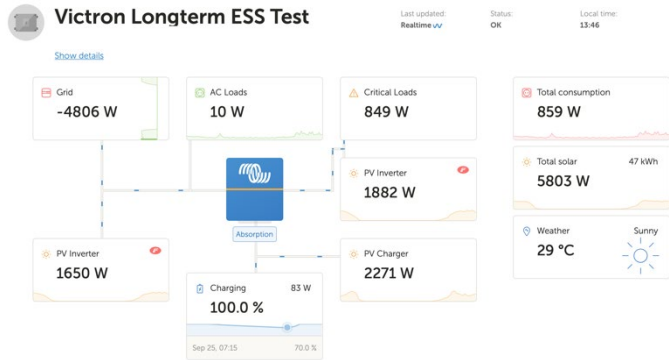 Victron Longterm ESS Test
Last updated:
Realtime
Status:
OK
Local time:
13:46
Show details
Grid
-4806 W
AC Loads
10 W
Critical Loads
849 W
Total consumption
859 W
PV Inverter
1882 W
Total solar
47 kWh
5803 W
Absorption
PV Inverter
1650 W
PV Charger
2271 W
Weather
Sunny
29 °C
Charging
83 W
100.0 %
Sep 25, 07:15
70.0 %